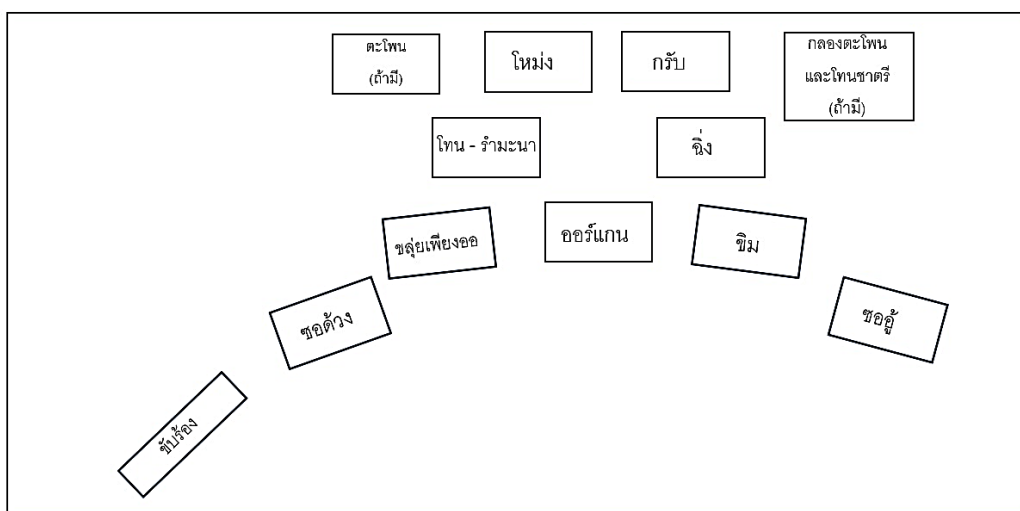 ตะโพน
(ถ้ามี)
โหม่ง
กรับ
กลองตะโพน
และโทนชาตรี
(ถ้ามี)
โทน - รำมะนา
ฉิ่ง
ขลุ่ยเพียงออ
ออร์แกน
ขิม
ซอด้วง
ซออู้
ขับร้อง